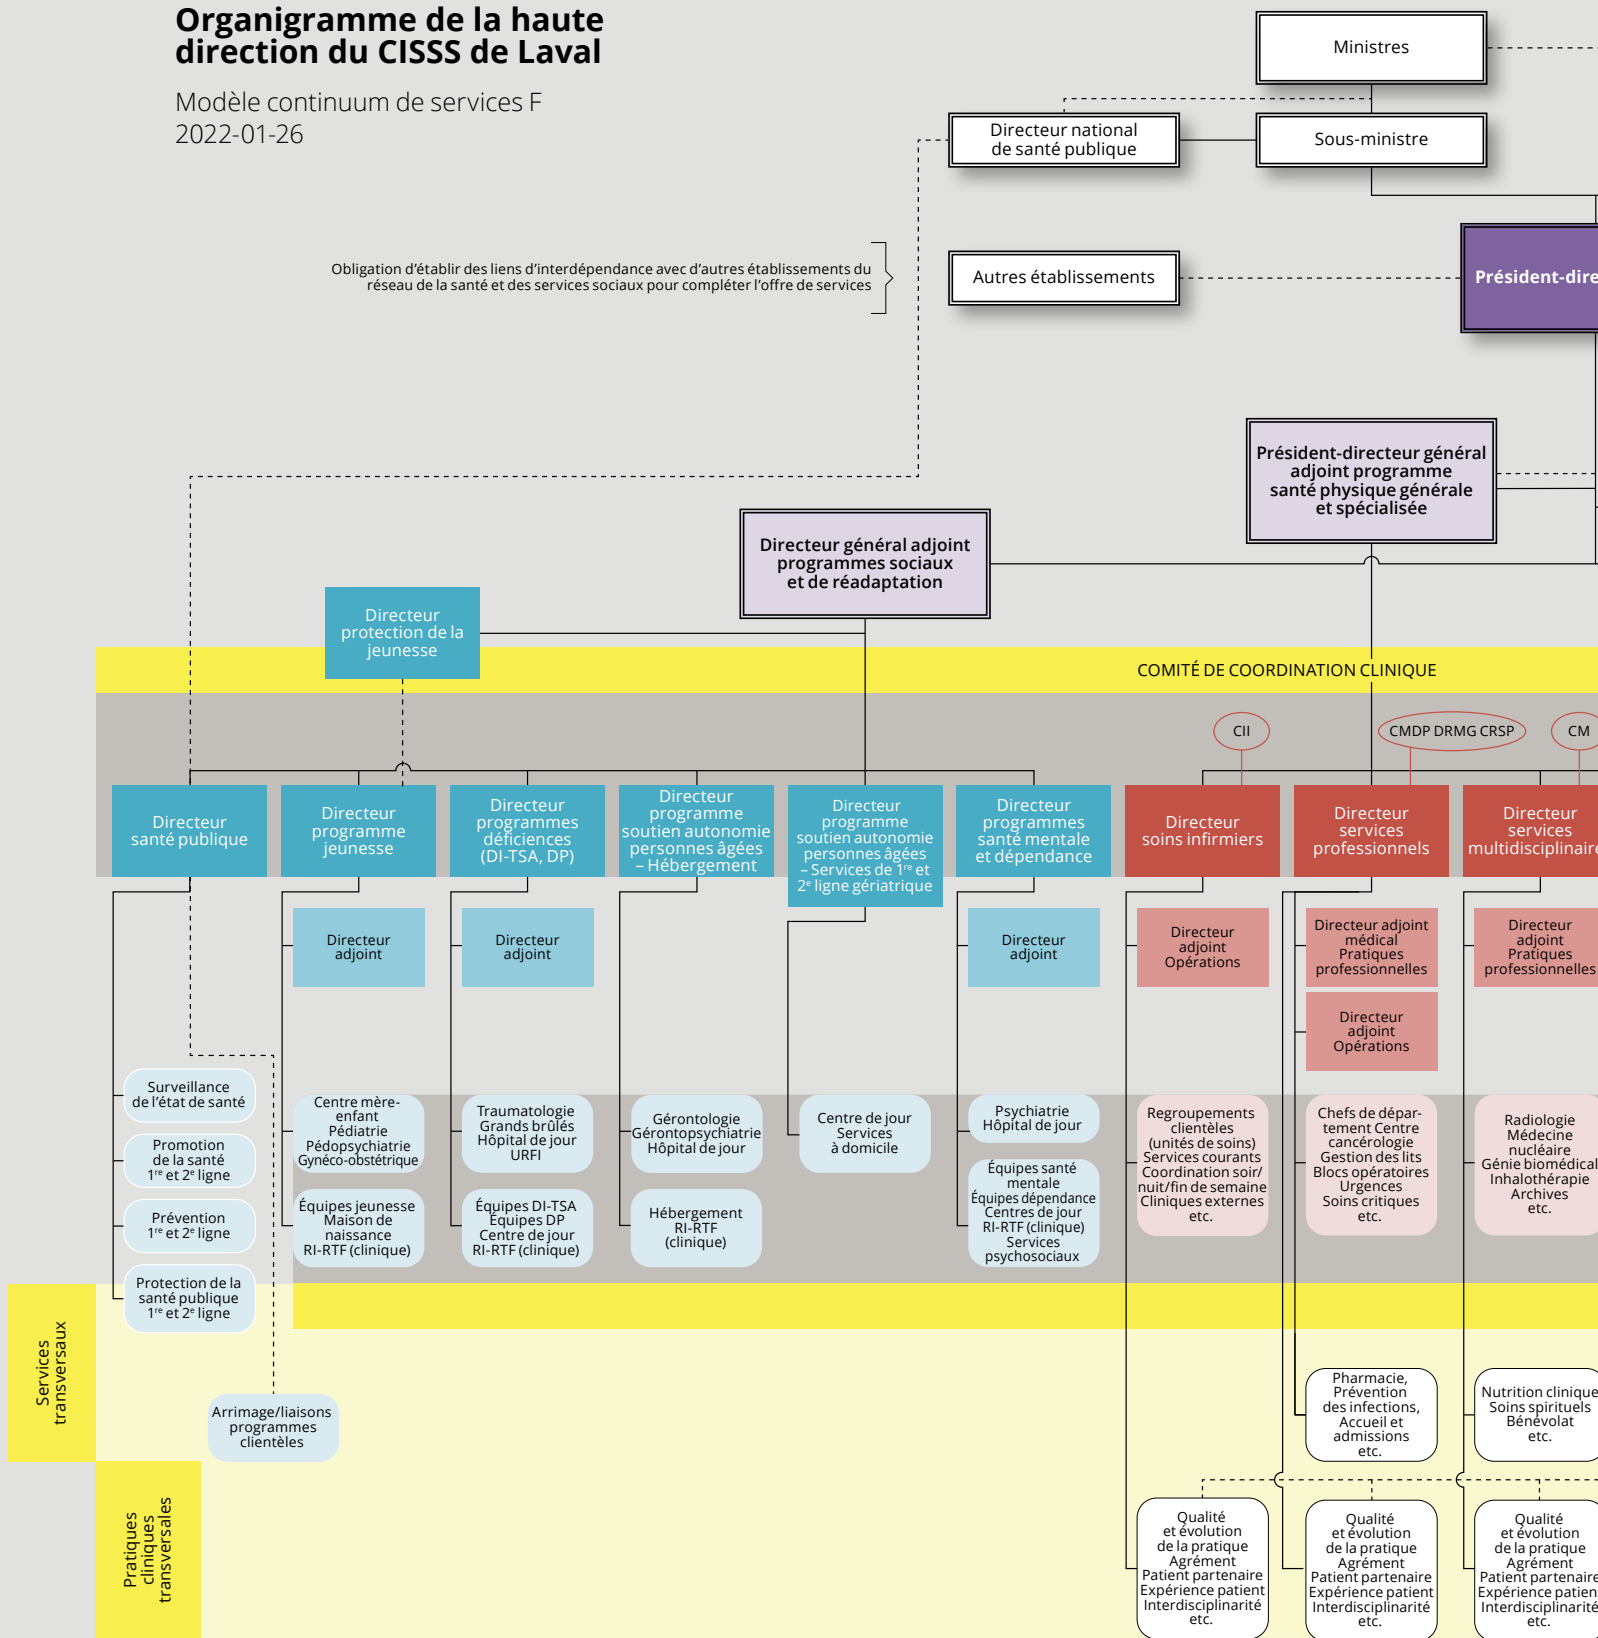 Organigramme de la haute
direction du CISSS de Laval
Modèle continuum de services F
2022-01-26
Ministres
Directeur national
de santé publique
Sous-ministre
Obligation d'établir des liens d'interdépendance avec d'autres établissements du
réseau de la santé et des services sociaux pour compléter l'offre de services
Autres établissements
Président-dire
Président-directeur général
adjoint programme
santé physique générale
et spécialisée
Directeur général adjoint
programmes sociaux
et de réadaptation
Directeur
protection de la
jeunesse
COMITÉ DE COORDINATION CLINIQUE
CII
CMDP DRMG CRSP
CM
Directeur
santé publique
Directeur
programme
jeunesse
Directeur
programmes
déficiences
(DI-TSA, DP)
Directeur
programme
soutien autonomie
personnes âgées
– Hébergement
Directeur
programme
soutien autonomie
personnes âgées
– Services de 1re et
2e ligne gériatrique
Directeur
programmes
santé mentale
et dépendance
Directeur
soins infirmiers
Directeur
services
professionnels
Directeur
services
multidisciplinaire
Directeur
adjoint
Directeur
adjoint
Directeur
adjoint
Directeur
adjoint
Opérations
Directeur adjoint
médical
Pratiques
professionnelles
Directeur
adjoint
Pratiques
professionnelles
Directeur
adjoint
Opérations
Surveillance
de l'état de santé
Promotion
de la santé
1re et 2e ligne
Prévention
1re et 2e ligne
Protection de la
santé publique
1re et 2e ligne
Centre mère-
enfant
Pédiatrie
Pédopsychiatrie
Gynéco-obstétrique
Équipes jeunesse
Maison de
naissance
RI-RTF (clinique)
Traumatologie
Grands brûlés
Hôpital de jour
URFI
Équipes DI-TSA
Équipes DP
Centre de jour
RI-RTF (clinique)
Gérontologie
Gérontopsychiatrie
Hôpital de jour
Hébergement
RI-RTF
(clinique)
Centre de jour
Services
à domicile
Psychiatrie
Hôpital de jour
Équipes santé
mentale
Équipes dépendance
Centres de jour
RI-RTF (clinique)
Services
psychosociaux
Regroupements
clientèles
(unités de soins)
Services courants
Coordination soir/
nuit/fin de semaine
Cliniques externes
etc.
Chefs de dépar-
tement Centre
cancérologie
Gestion des lits
Blocs opératoires
Urgences
Soins critiques
etc.
Radiologie
Médecine
nucléaire
Génie biomédical
Inhalothérapie
Archives
etc.
Services
transversaux
Arrimage/liaisons
programmes
clientèles
Pharmacie,
Prévention
des infections,
Accueil et
admissions
etc.
Nutrition clinique
Soins spirituels
Bénévolat
etc.
Pratiques
cliniques
transversales
Qualité
et évolution
de la pratique
Agrément
Patient partenaire
Expérience patient
Interdisciplinarité
etc.
Qualité
et évolution
de la pratique
Agrément
Patient partenaire
Expérience patient
Interdisciplinarité
etc.
Qualité
et évolution
de la pratique
Agrément
Patient partenaire
Expérience patien
Interdisciplinarité
etc.